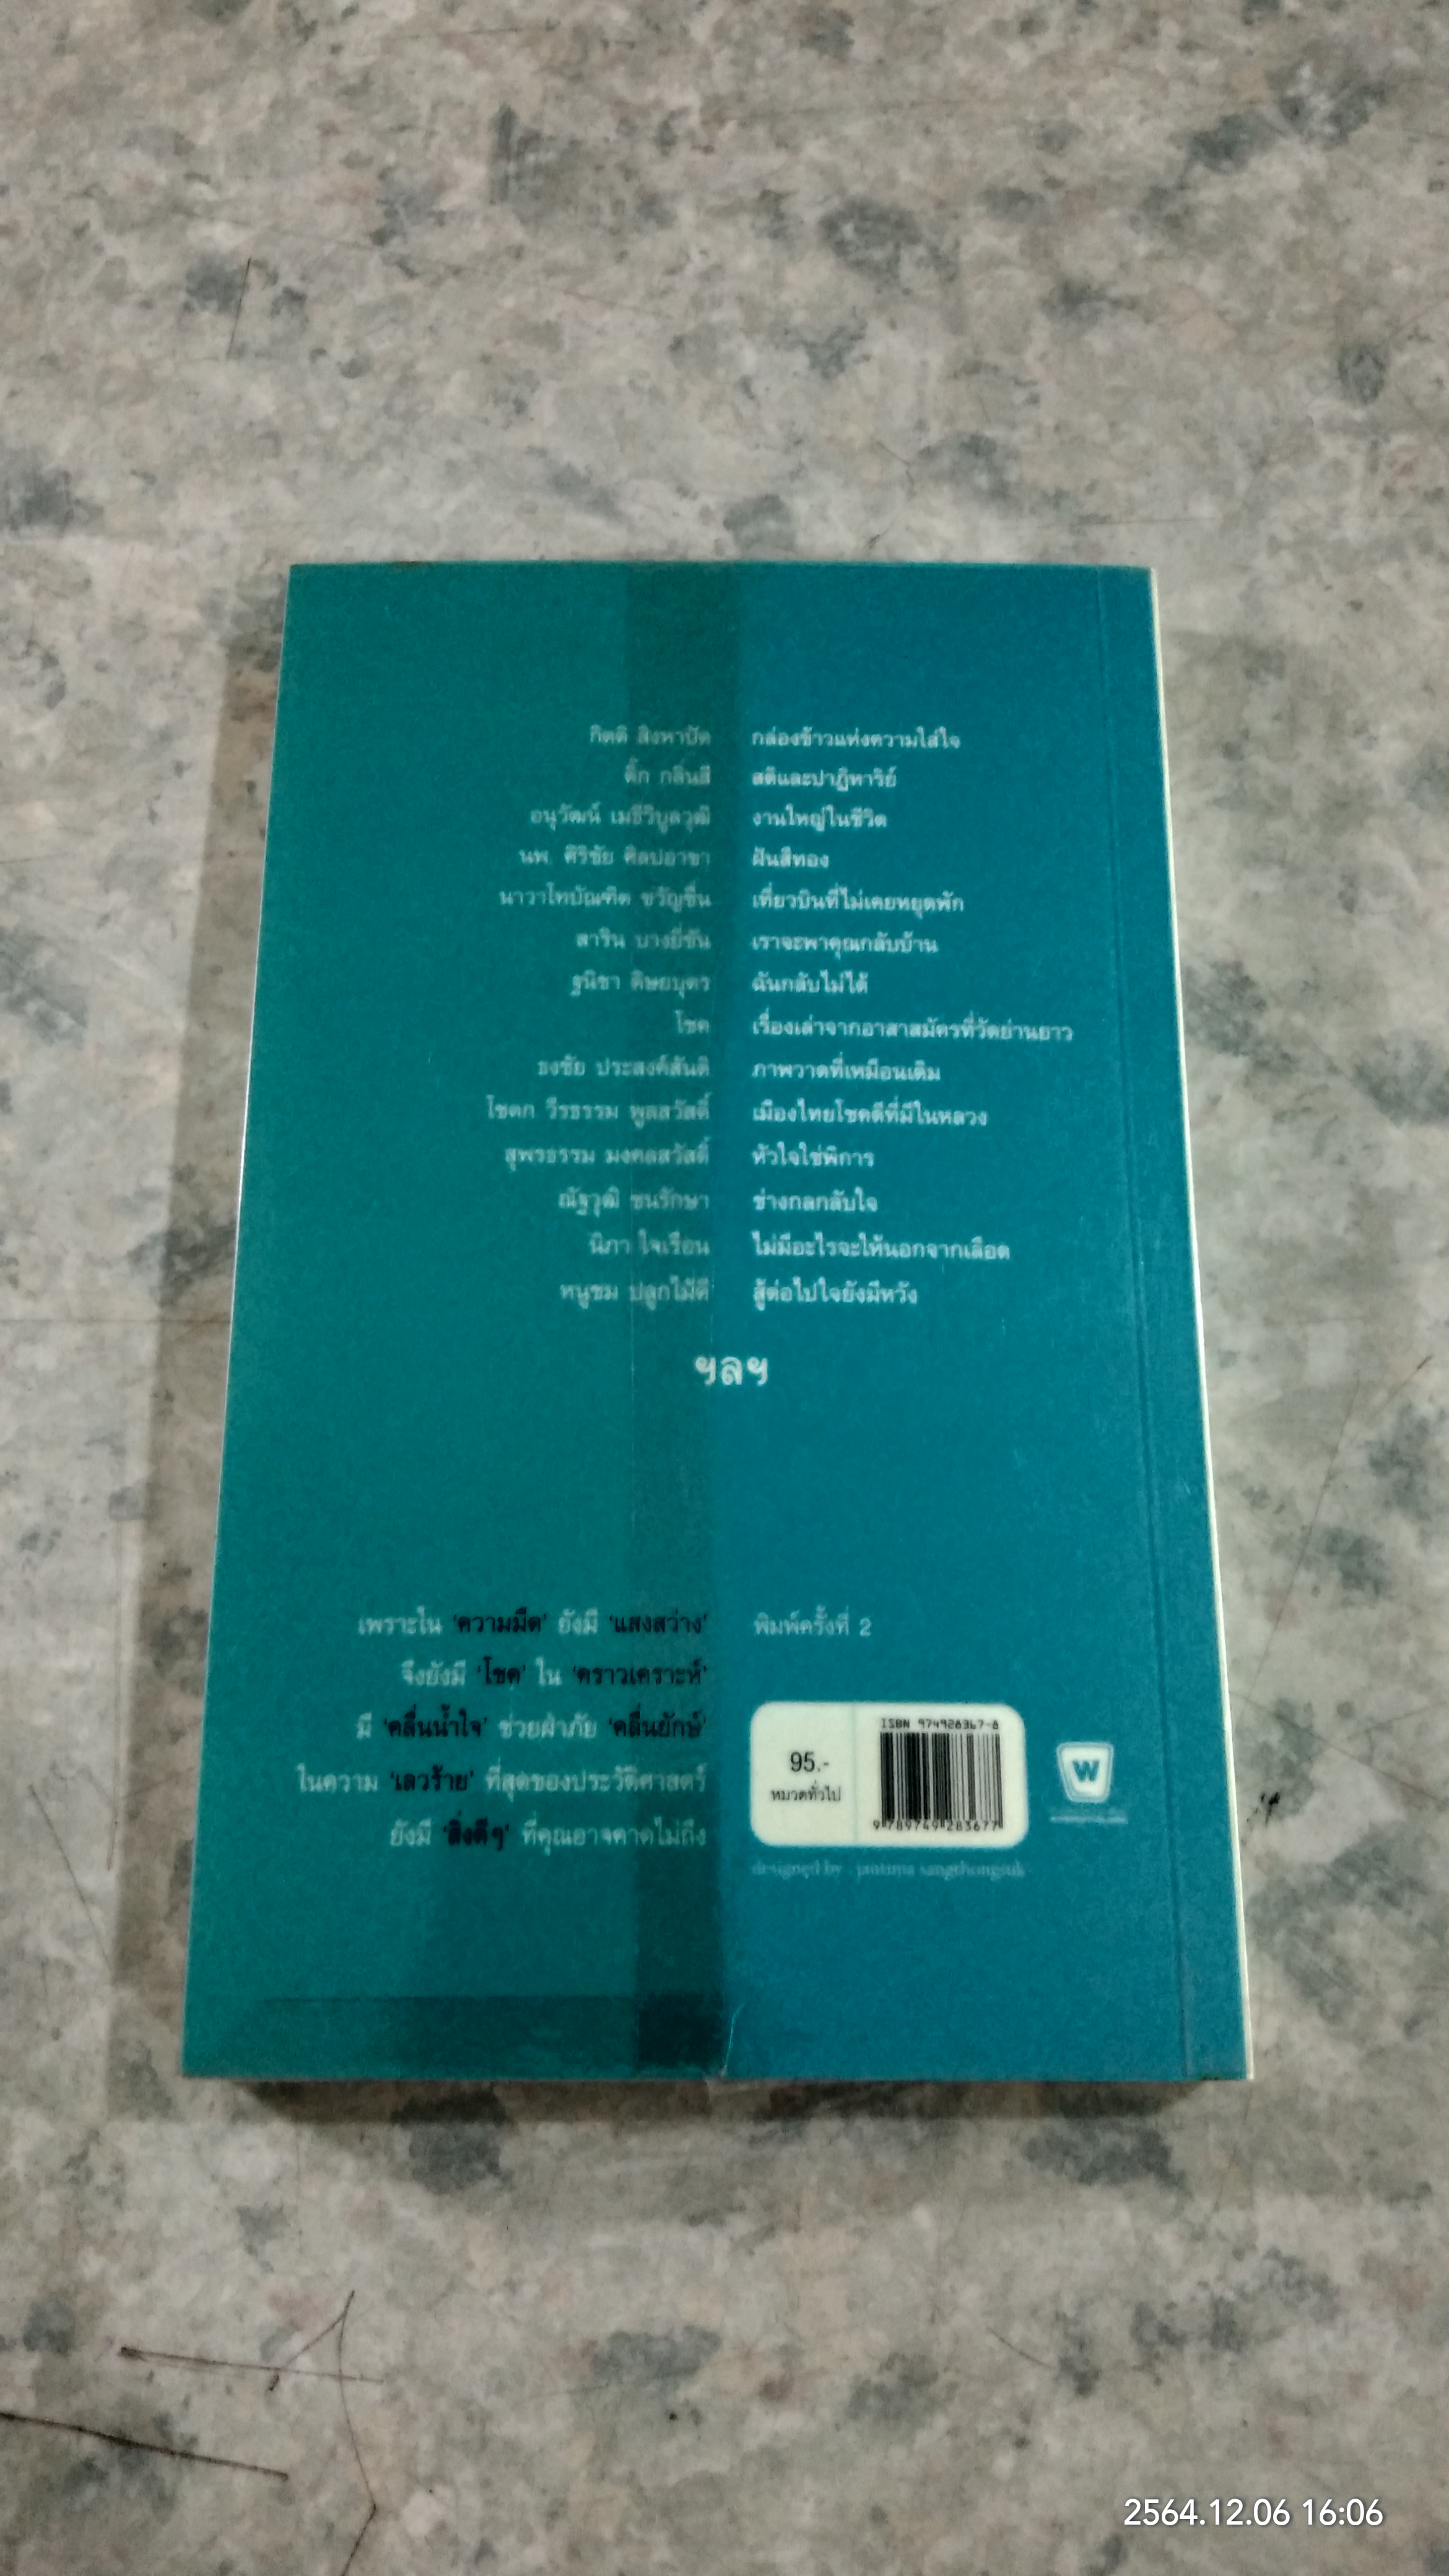 กิตติ สิงหาปัด กล่องข้าวแห่งความใส่ใจ
ติ๊ก กลิ่นสี สติและปาฏิหาริย์
อนุวัฒน์ เมธีวิบูลวุฒิ งานใหญ่ในชีวิต
นพ. ศิริชัย ศิลปอาชา ฝันสีทอง
นาวาโทบัณฑิต ขวัญชื่น เที่ยวบินที่ไม่เคยหยุดพัก
สาริน บางยี่ขัน เราจะพาคุณกลับบ้าน
ฐนิชา ดิษยบุตร ฉันกลับไม่ได้
โชค เรื่องเล่าจากอาสาสมัครที่วัดย่านยาว
ธงชัย ประสงค์สันติ ภาพวาดที่เหมือนเดิม
โชดก วีรธรรม พูลสวัสดิ์ เมืองไทยโชคดีที่มีในหลวง
สุพรธรรม มงคลสวัสดิ์ หัวใจใช่พิการ
ณัฐวุฒิ ชนรักษา ช่างกลกลับใจ
นิภา ใจเรือน ไม่มีอะไรจะให้นอกจากเลือด
หนูชม ปลูกไม้ดี สู้ต่อไปใจยังมีหวัง
ฯลฯ
เพราะใน ‘ความมืด’ ยังมี ‘แสงสว่าง’
จึงยังมี ‘โชค’ ใน ‘คราวเคราะห์’
มี ‘คลื่นน้ำใจ’ ช่วยฝ่าภัย ‘คลื่นยักษ์’
ในความ ‘เลวร้าย’ ที่สุดของประวัติศาสตร์
ยังมี ‘สิ่งดีๆ’ ที่คุณอาจคาดไม่ถึง
พิมพ์ครั้งที่ 2
ISBN 974928367-8
95.-
หมวดทั่วไป
9 789749 283677
W
designed by : jantima sangthongsuk
2564.12.06 16:06